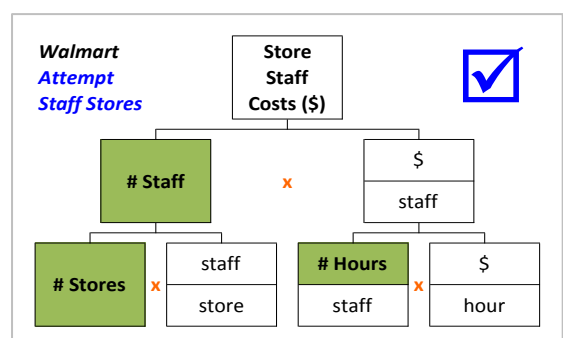 Walmart
Attempt
Staff Stores
Store
Staff
Costs ($)
# Staff
x
$
staff
# Stores
x
staff
store
# Hours
staff
x
$
hour